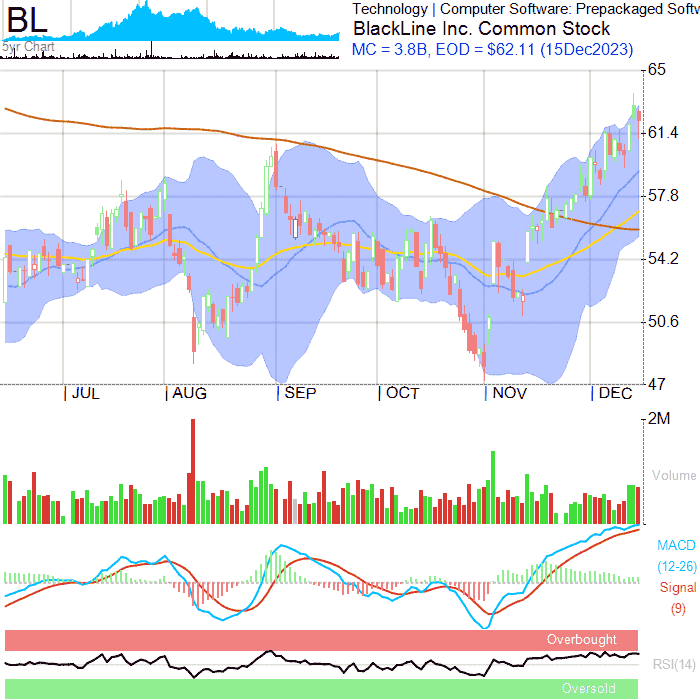 BL
Technology | Computer Software: Prepackaged Softw
BlackLine Inc. Common Stock
5yr Chart
MC = 3.8B, EOD = $62.11 (15Dec2023)
65
61.4
57.8
54.2
50.6
47
| JUL | AUG | SEP | OCT | NOV | DEC
2M
Volume
MACD
(12-26)
Signal
(9)
Overbought
RSI(14)
Oversold